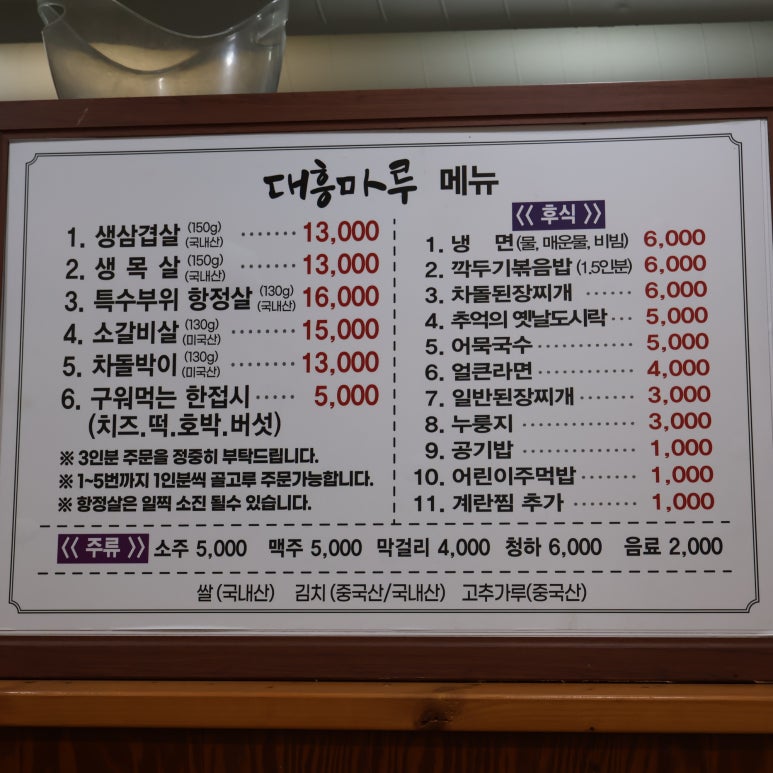 대흥마루 메뉴
1. 생삼겹살 (150g) (국내산) ······· 13,000
2. 생 목 살 (150g) (국내산) ········ 13,000
3. 특수부위 항정살 (130g) (국내산) 16,000
4. 소갈비살 (130g) (미국산) ········ 15,000
5. 차돌박이 (130g) (미국산) ········ 13,000
6. 구워먹는 한접시 ····· 5,000
(치즈.떡.호박.버섯)
※ 3인분 주문을 정중히 부탁드립니다.
※ 1~5번까지 1인분씩 골고루 주문가능합니다.
※ 항정살은 일찍 소진 될수 있습니다.
《 후식 》
1. 냉 면 (물, 매운물, 비빔) 6,000
2. 깍두기볶음밥 (1.5인분) 6,000
3. 차돌된장찌개 ······ 6,000
4. 추억의 옛날도시락 ··· 5,000
5. 어묵국수 ············ 5,000
6. 얼큰라면 ············ 4,000
7. 일반된장찌개 ······· 3,000
8. 누룽지 ·············· 3,000
9. 공기밥 ·············· 1,000
10. 어린이주먹밥 ······ 1,000
11. 계란찜 추가 ········ 1,000
《 주류 》 소주 5,000 맥주 5,000 막걸리 4,000 청하 6,000 음료 2,000
쌀 (국내산) 김치 (중국산/국내산) 고추가루(중국산)